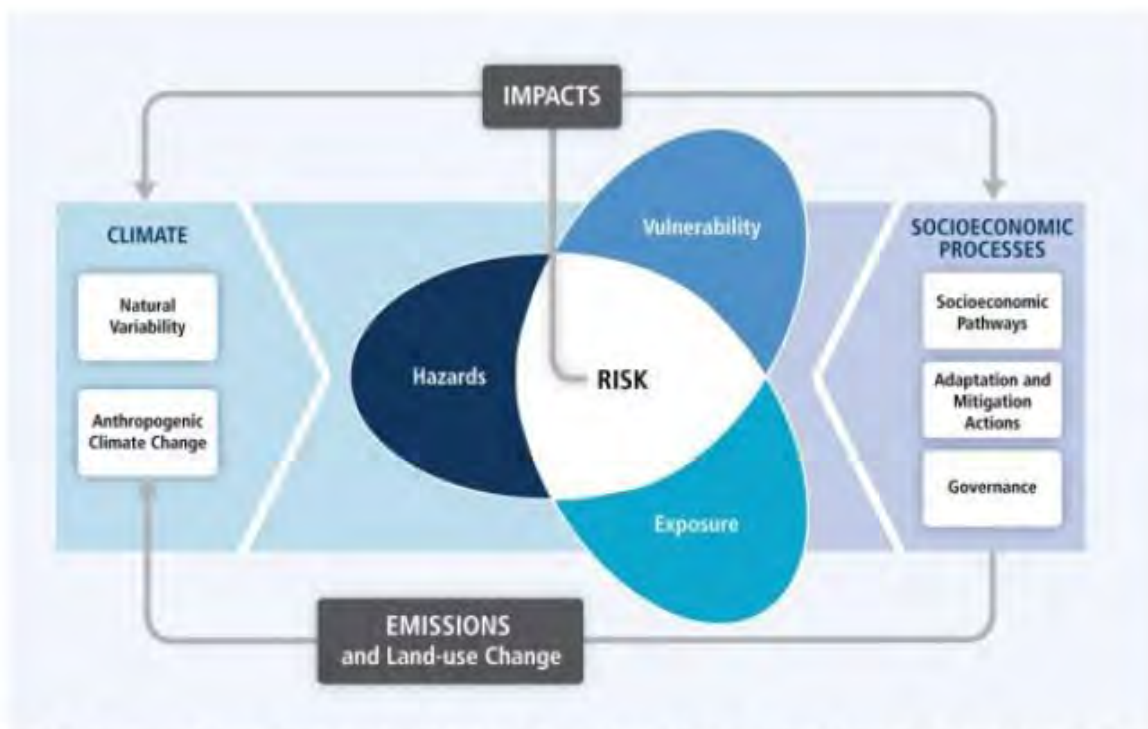 IMPACTS
CLIMATE
Natural
Variability
Anthropogenic
Climate Change
Vulnerability
Hazards
RISK
Exposure
SOCIOECONOMIC
PROCESSES
Socioeconomic
Pathways
Adaptation and
Mitigation
Actions
Governance
EMISSIONS
and Land-use Change